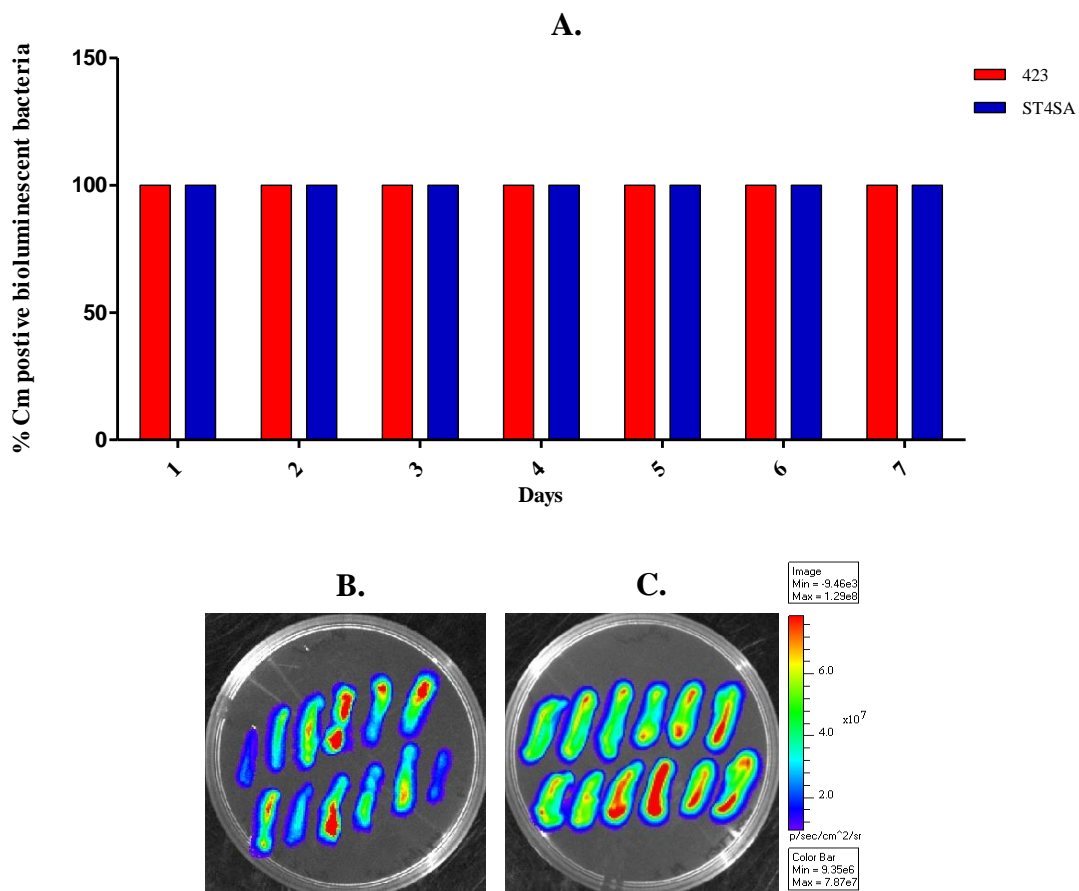 A.
% Cm postive bioluminescent bacteria
150
100
50
0
423
ST4SA
1 2 3 4 5 6 7
Days
B.
C.
Image
Min = -9.46e3
Max = 1.29e8
6.0
x10^7
4.0
2.0
p/sec/cm^2/sr
Color Bar
Min = 9.35e6
Max = 7.87e7